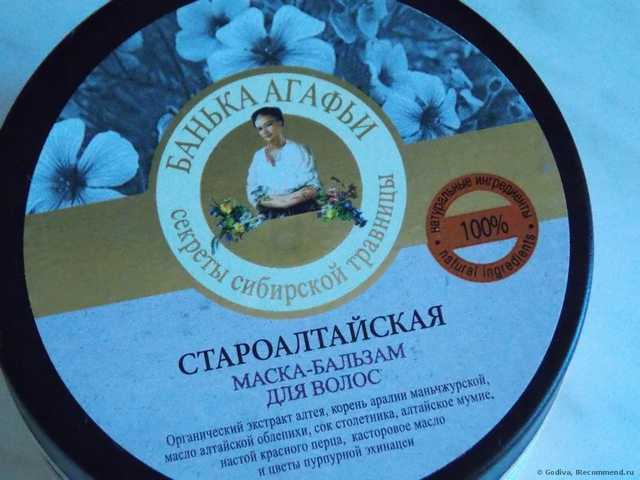 БАНЬКА АГАФЬИ
секреты сибирской травницы
натуральные ингредиенты
100%
natural ingredients
СТАРОАЛТАЙСКАЯ
МАСКА-БАЛЬЗАМ
ДЛЯ ВОЛОС
Органический экстракт алтея, корень аралии маньчжурской,
масло алтайской облепихи, сок столетника, алтайское мумие,
настой красного перца, касторовое масло
и цветы пурпурной эхинацеи
© Godiva, IRecommend.ru